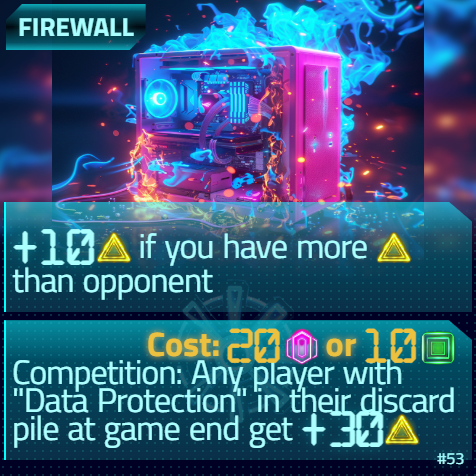 FIREWALL
+10 if you have more
than opponent
Cost: 20 or 10
Competition: Any player with
"Data Protection" in their discard
pile at game end get +30
#53